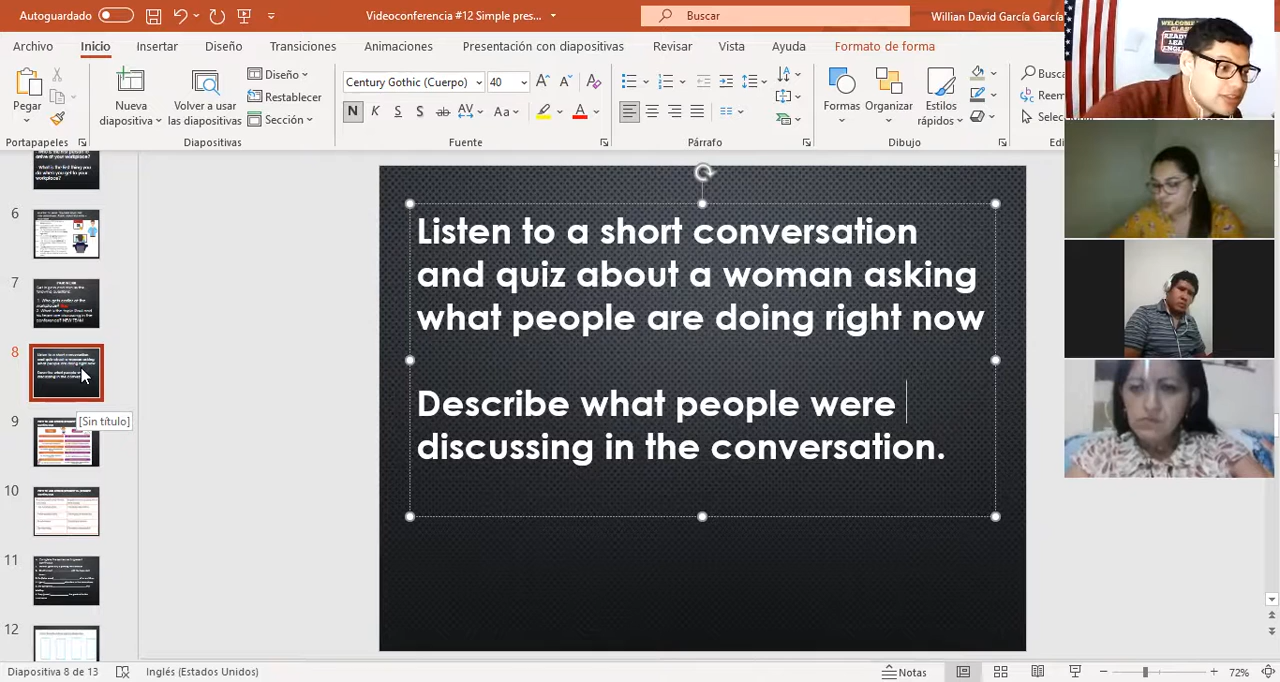 Autoguardado
Videoconferencia #12 Simple pres...
Buscar
Willian David García García
Archivo
Inicio
Insertar
Diseño
Transiciones
Animaciones
Presentación con diapositivas
Revisar
Vista
Ayuda
Formato de forma
Pegar
Nueva
diapositiva
Volver a usar
las diapositivas
Diseño
Restablecer
Sección
Century Gothic (Cuerpo)
40
N K S S ab AV Aa A
Formas
Organizar
Estilos
rápidos
Portapapeles
Diapositivas
Fuente
Párrafo
Dibujo
6
7
8
9
10
11
12
[Sin título]
Listen to a short conversation
and quiz about a woman asking
what people are doing right now
Describe what people were
discussing in the conversation.
Diapositiva 8 de 13
Inglés (Estados Unidos)
Notas
72%